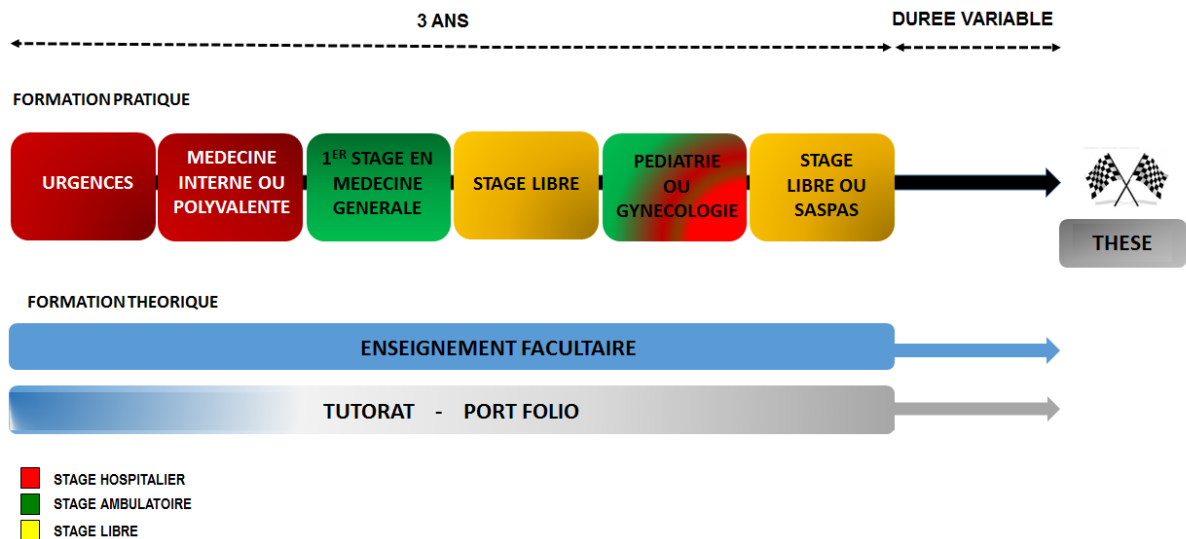 3 ANS
DUREE VARIABLE
FORMATION PRATIQUE
URGENCES
MEDECINE
INTERNE OU
POLYVALENTE
1ER STAGE EN
MEDECINE
GENERALE
STAGE LIBRE
PEDIATRIE
OU
GYNECOLOGIE
STAGE
LIBRE OU
SASPAS
THESE
FORMATION THEORIQUE
ENSEIGNEMENT FACULTAIRE
TUTORAT - PORT FOLIO
STAGE HOSPITALIER
STAGE AMBULATOIRE
STAGE LIBRE